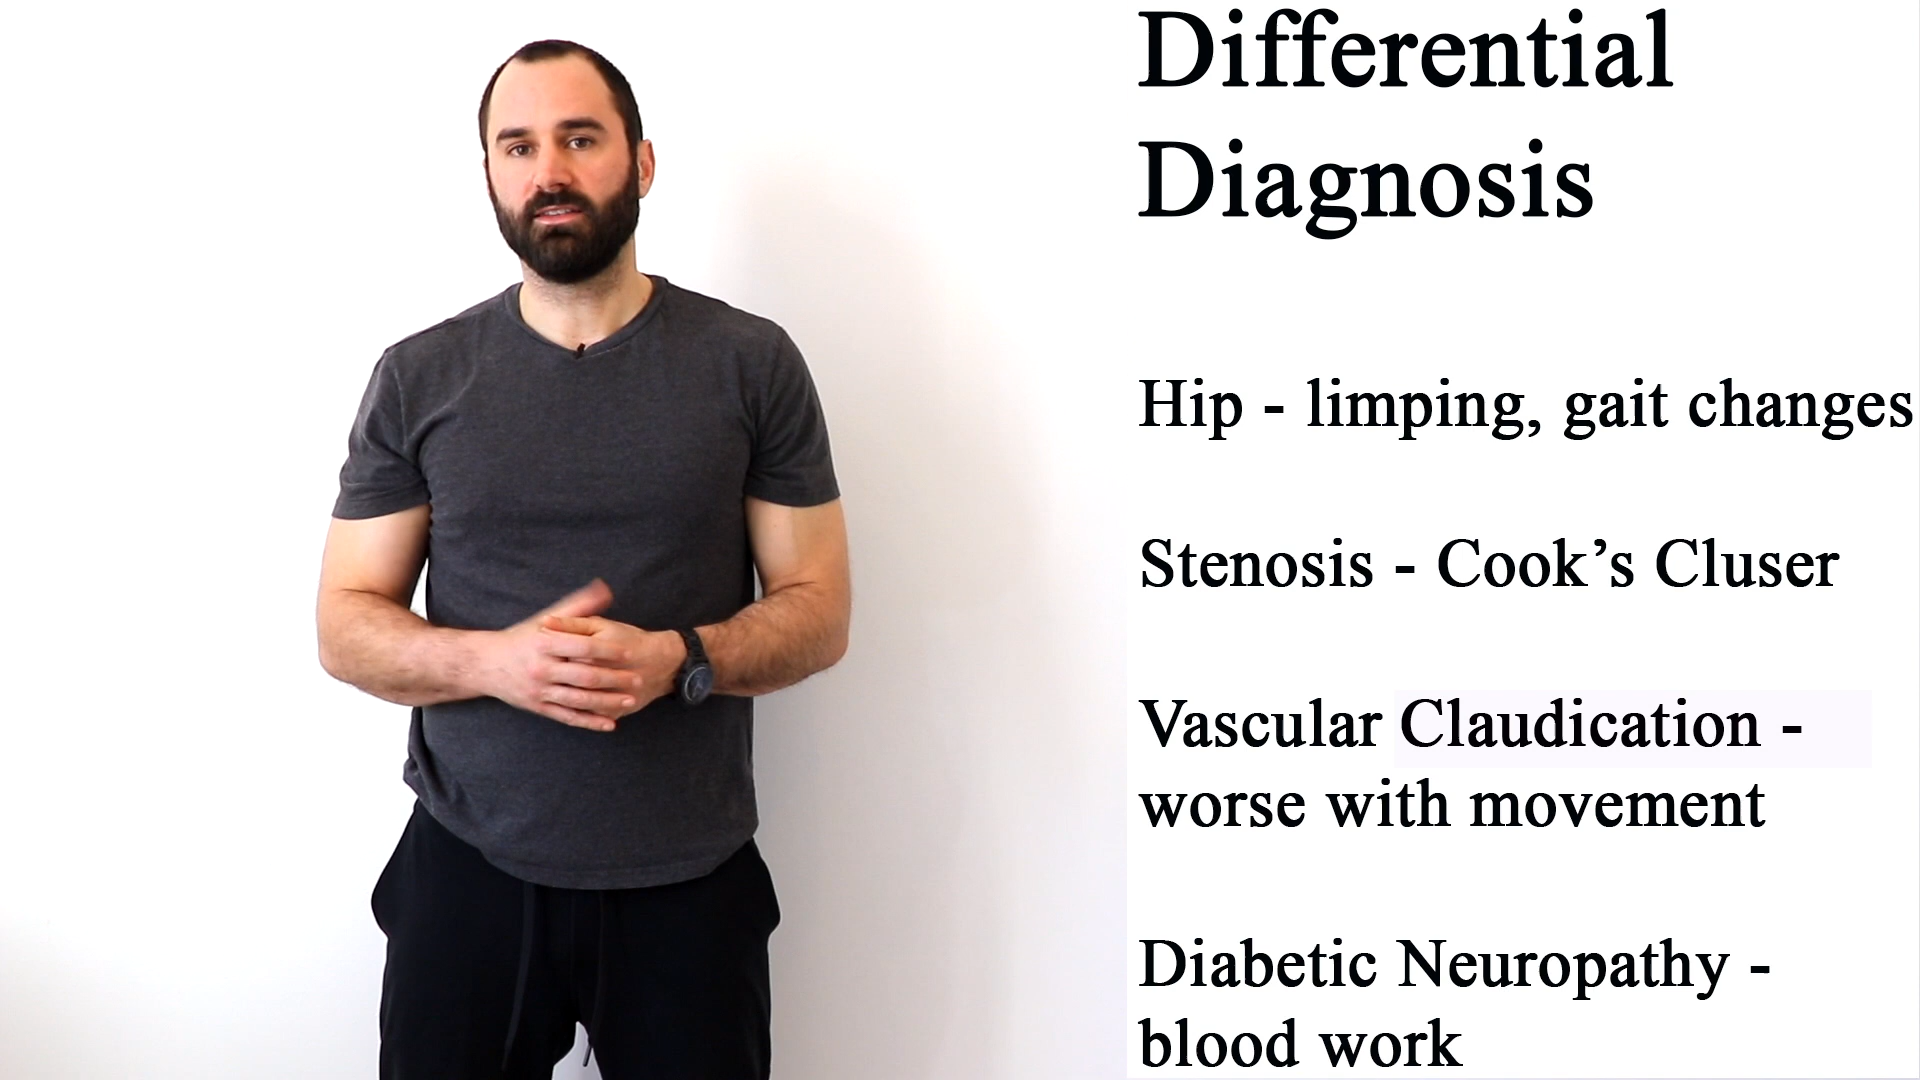 Differential
Diagnosis
Hip - limping, gait changes
Stenosis - Cook’s Cluser
Vascular Claudication -
worse with movement
Diabetic Neuropathy -
blood work